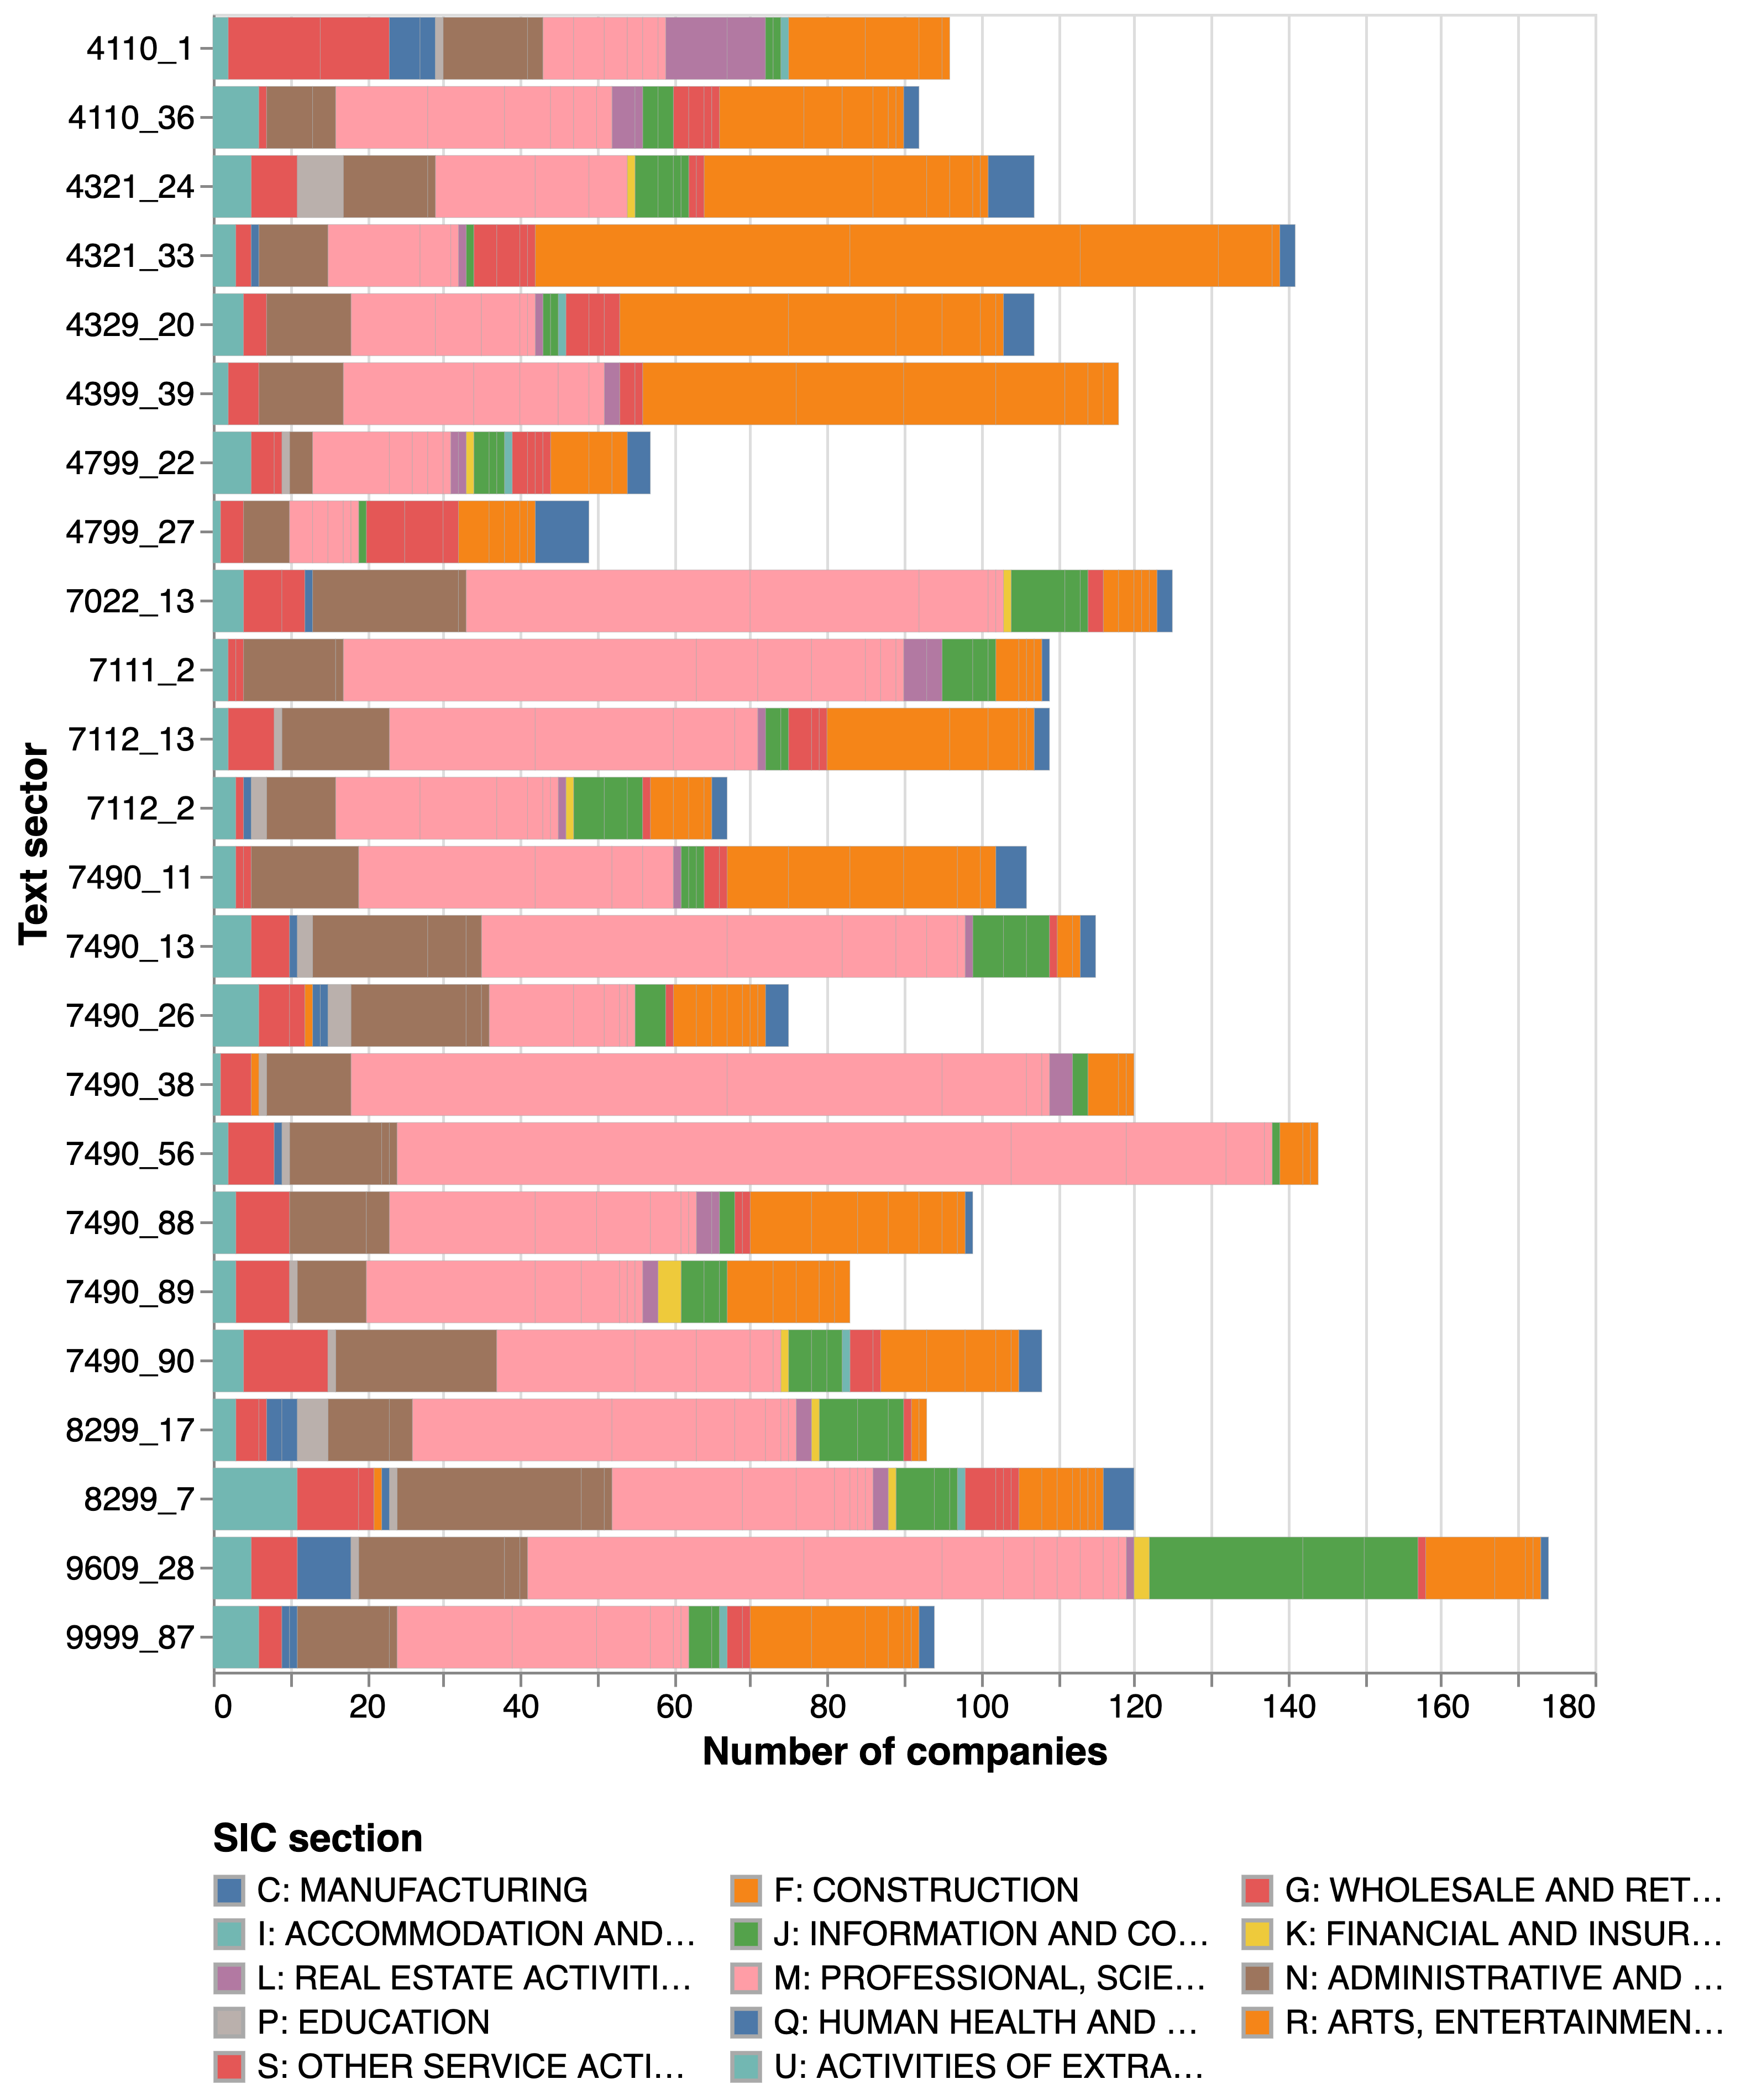 4110_1
4110_36
4321_24
4321_33
4329_20
4399_39
4799_22
4799_27
7022_13
7111_2
7112_13
7112_2
7490_11
7490_13
7490_26
7490_38
7490_56
7490_88
7490_89
7490_90
8299_17
8299_7
9609_28
9999_87
Text sector
0 20 40 60 80 100 120 140 160 180
Number of companies
SIC section
C: MANUFACTURING F: CONSTRUCTION G: WHOLESALE AND RET…
I: ACCOMMODATION AND… J: INFORMATION AND CO… K: FINANCIAL AND INSUR…
L: REAL ESTATE ACTIVITI… M: PROFESSIONAL, SCIE… N: ADMINISTRATIVE AND …
P: EDUCATION Q: HUMAN HEALTH AND … R: ARTS, ENTERTAINMEN…
S: OTHER SERVICE ACTI… U: ACTIVITIES OF EXTRA…